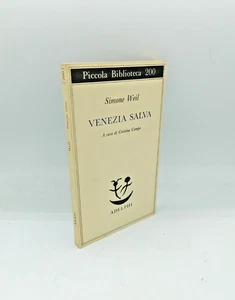 Piccola Biblioteca 200
Simone Weil
VENEZIA SALVA
A cura di Cristina Campo
ADELPHI